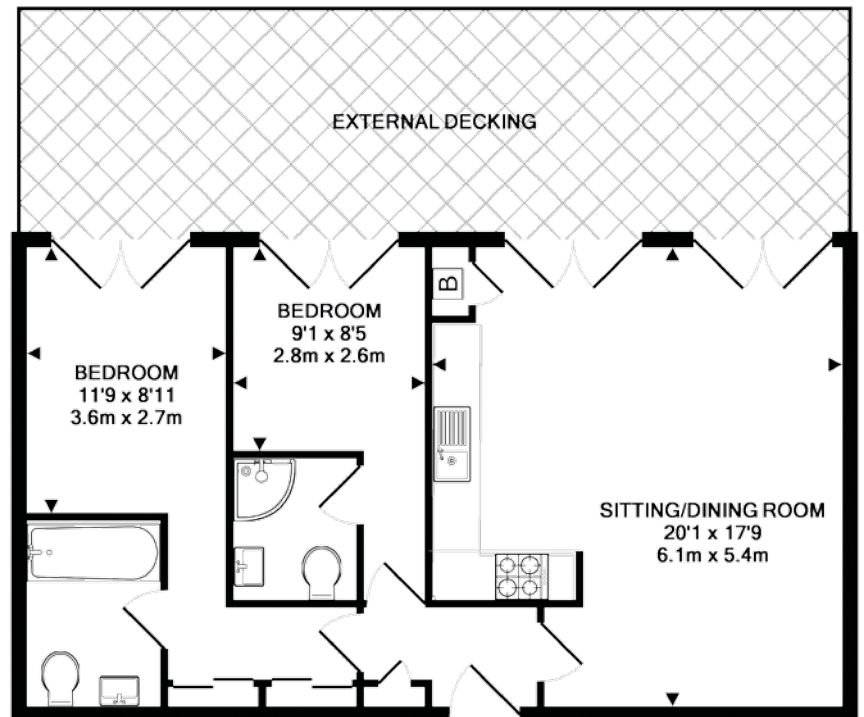 EXTERNAL DECKING
B
BEDROOM
9'1 x 8'5
2.8m x 2.6m
BEDROOM
11'9 x 8'11
3.6m x 2.7m
SITTING/DINING ROOM
20'1 x 17'9
6.1m x 5.4m